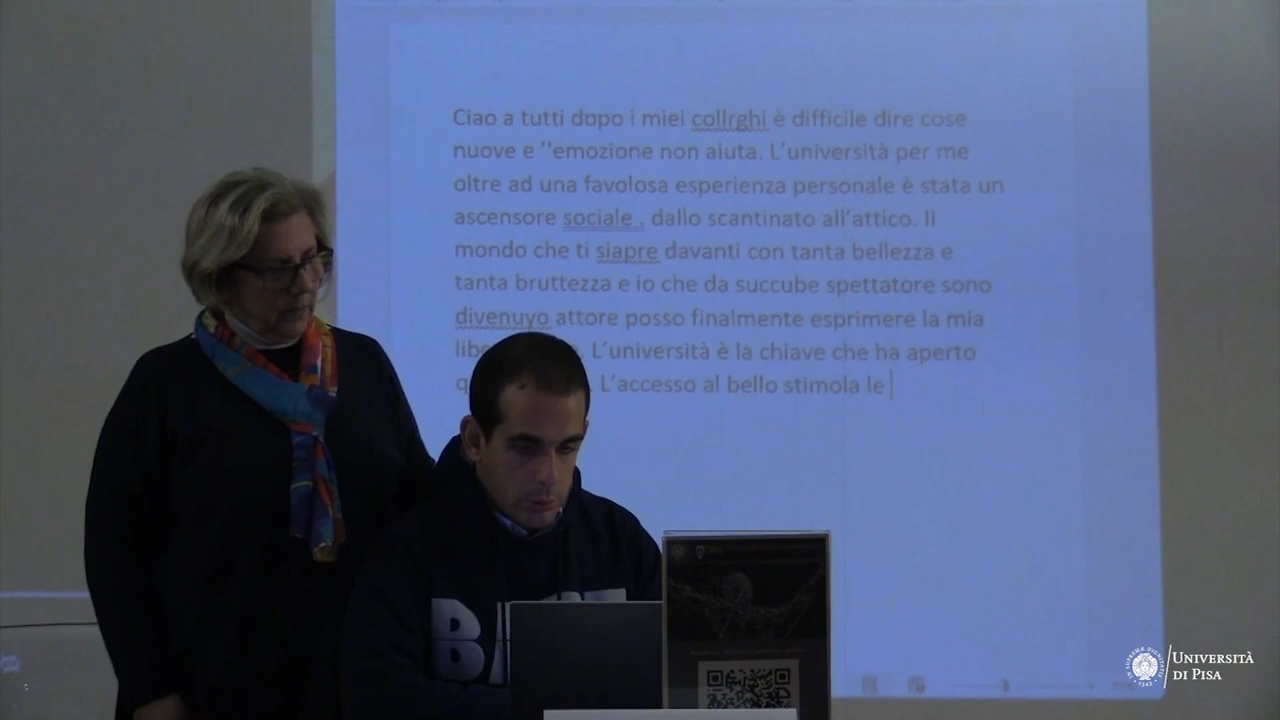 Ciao a tutti dopo i miei collrghi è difficile dire cose
nuove e ''emozione non aiuta. L'università per me
oltre ad una favolosa esperienza personale è stata un
ascensore sociale . dallo scantinato all'attico. Il
mondo che ti siapre davanti con tanta bellezza e
tanta bruttezza e io che da succube spettatore sono
divenuyo attore posso finalmente esprimere la mia
L'università è la chiave che ha aperto
L'accesso al bello stimola le
UNIVERSITÀ
DI PISA